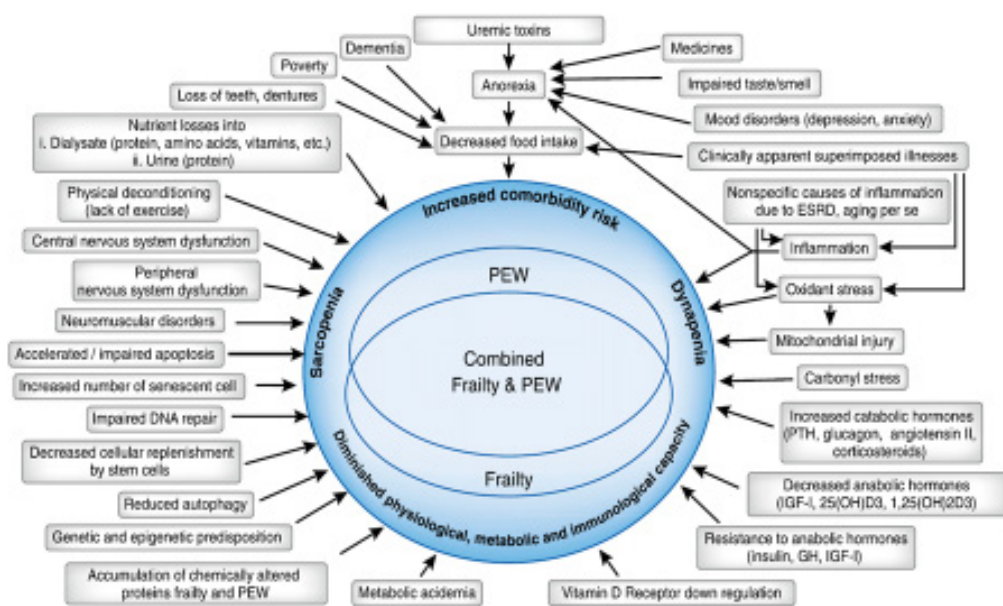 Uremic toxins
Dementia
Medicines
Poverty
Anorexia
Impaired taste/smell
Loss of teeth, dentures
Mood disorders (depression, anxiety)
Nutrient losses into
i. Dialysate (protein, amino acids, vitamins, etc.)
ii. Urine (protein)
Decreased food intake
Clinically apparent superimposed illnesses
Physical deconditioning
(lack of exercise)
Nonspecific causes of inflammation
due to ESRD, aging per se
Central nervous system dysfunction
Inflammation
Peripheral
nervous system dysfunction
Oxidant stress
Neuromuscular disorders
Mitochondrial injury
Accelerated / impaired apoptosis
Carbonyl stress
Increased number of senescent cell
Increased catabolic hormones
(PTH, glucagon, angiotensin II,
corticosteroids)
Impaired DNA repair
Decreased cellular replenishment
by stem cells
Decreased anabolic hormones
(IGF-I, 25(OH)D3, 1,25(OH)2D3)
Reduced autophagy
Genetic and epigenetic predisposition
Resistance to anabolic hormones
(insulin, GH, IGF-I)
Accumulation of chemically altered
proteins frailty and PEW
Metabolic acidemia
Vitamin D Receptor down regulation
Increased comorbidity risk
Sarcopenia
Dynapenia
Diminished physiological, metabolic and immunological capacity
PEW
Combined
Frailty & PEW
Frailty